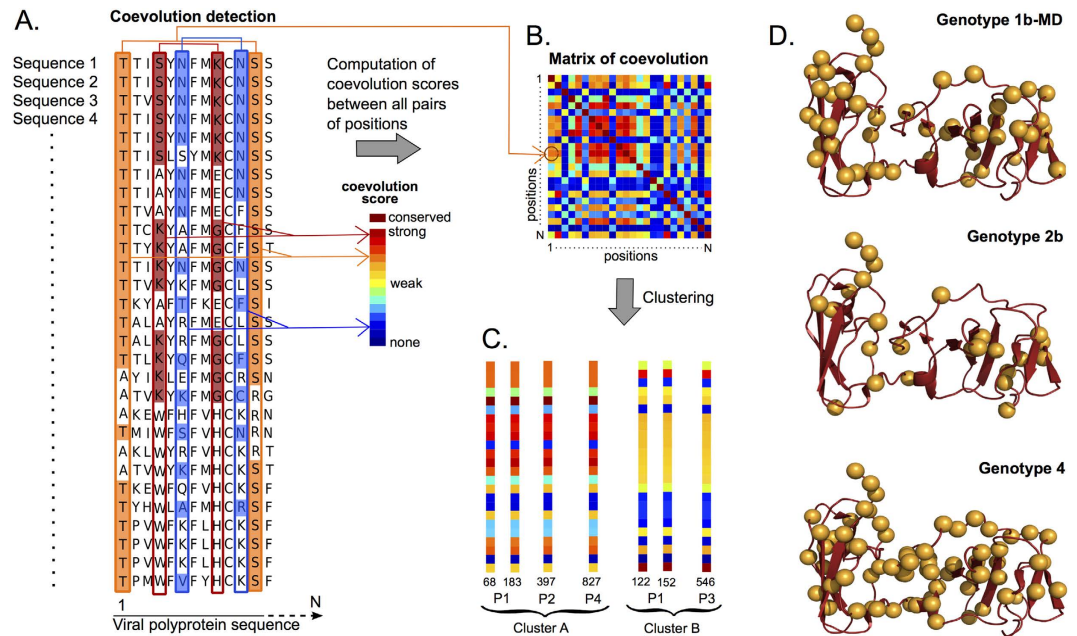 A.
Coevolution detection
Sequence 1 TTISYNFMKCNSS
Sequence 2 TTISYNFMKCNSS
Sequence 3 TTVSYNFMKCNSS
Sequence 4 TTISYNFMKCNSS
TTISYNFMKCNSS
TTISLSYMKCNSS
TTIAYNFMECNSS
TTIAYNFMECNSS
TTVAYNFMECFSS
TTCKYAFMGCFSS
TTYKYAFMGCFST
TTIKYNFMGCNSS
TTVKYKFMGCLSS
TKYAFTFKECFSI
TALAYRFMECLSS
TALKYRFMGCLSS
TTLKYQFMGCFSS
AYIKLEFMGCRSN
ATVKYKFMGCCRG
AKEWFHFVHCKRN
TMIWFSFVHCNRN
AKLWYRFVHCKRT
ATVWYKFMHCKST
TKEWFQFVHCKSF
TYHWLAFMHCRSF
TPVWFKFLHCKSF
TPVWFKFLHCKSF
TPVWFKFLHCKSF
TPMWFVFYHCKSF
1 N
Viral polyprotein sequence
Computation of
coevolution scores
between all pairs
of positions
coevolution
score
conserved
strong
weak
none
B.
Matrix of coevolution
1
positions
N
1 N
positions
Clustering
C.
68 183 397 827 122 152 546
P1 P2 P4 P1 P3
Cluster A Cluster B
D.
Genotype 1b-MD
Genotype 2b
Genotype 4